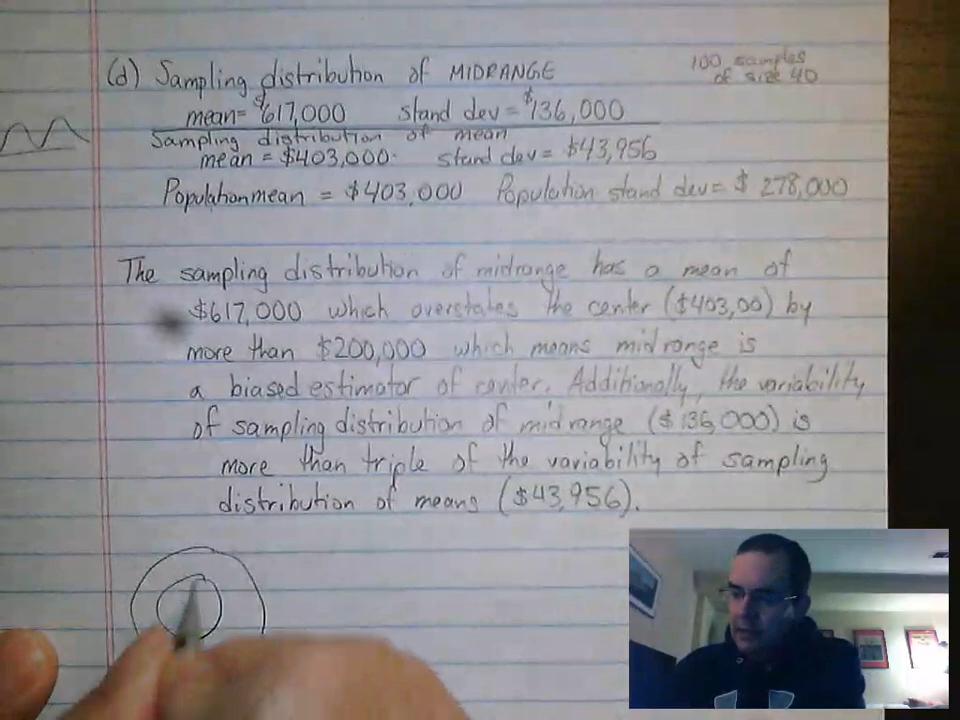 (d) Sampling distribution of MIDRANGE
100 samples
of size 40
mean= $617,000 stand dev = $136,000
Sampling distribution of mean
mean = $403,000. stand dev = $43,956
Population mean = $403,000 Population stand dev = $278,000
The sampling distribution of midrange has a mean of
$617,000 which overstates the center ($403,00) by
more than $200,000 which means midrange is
a biased estimator of center. Additionally, the variability
of sampling distribution of midrange ($136,000) is
more than triple of the variability of sampling
distribution of means ($43,956).